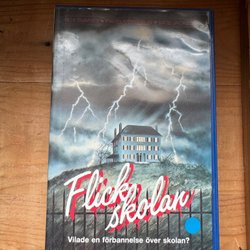 Flick
skolan
Vilade en förbannelse över skolan?